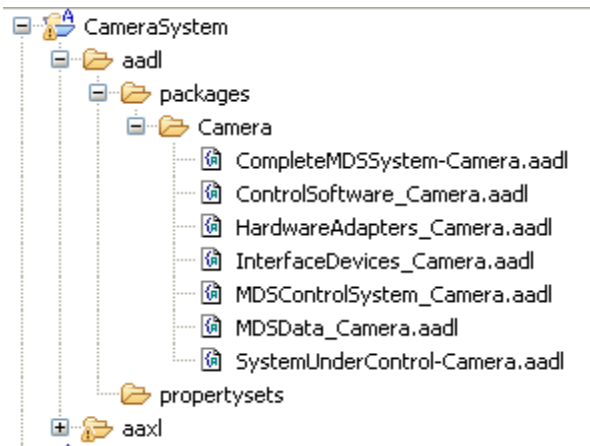 CameraSystem
aadl
packages
Camera
CompleteMDSSystem-Camera.aadl
ControlSoftware_Camera.aadl
HardwareAdapters_Camera.aadl
InterfaceDevices_Camera.aadl
MDSControlSystem_Camera.aadl
MDSData_Camera.aadl
SystemUnderControl-Camera.aadl
propertysets
aaxl